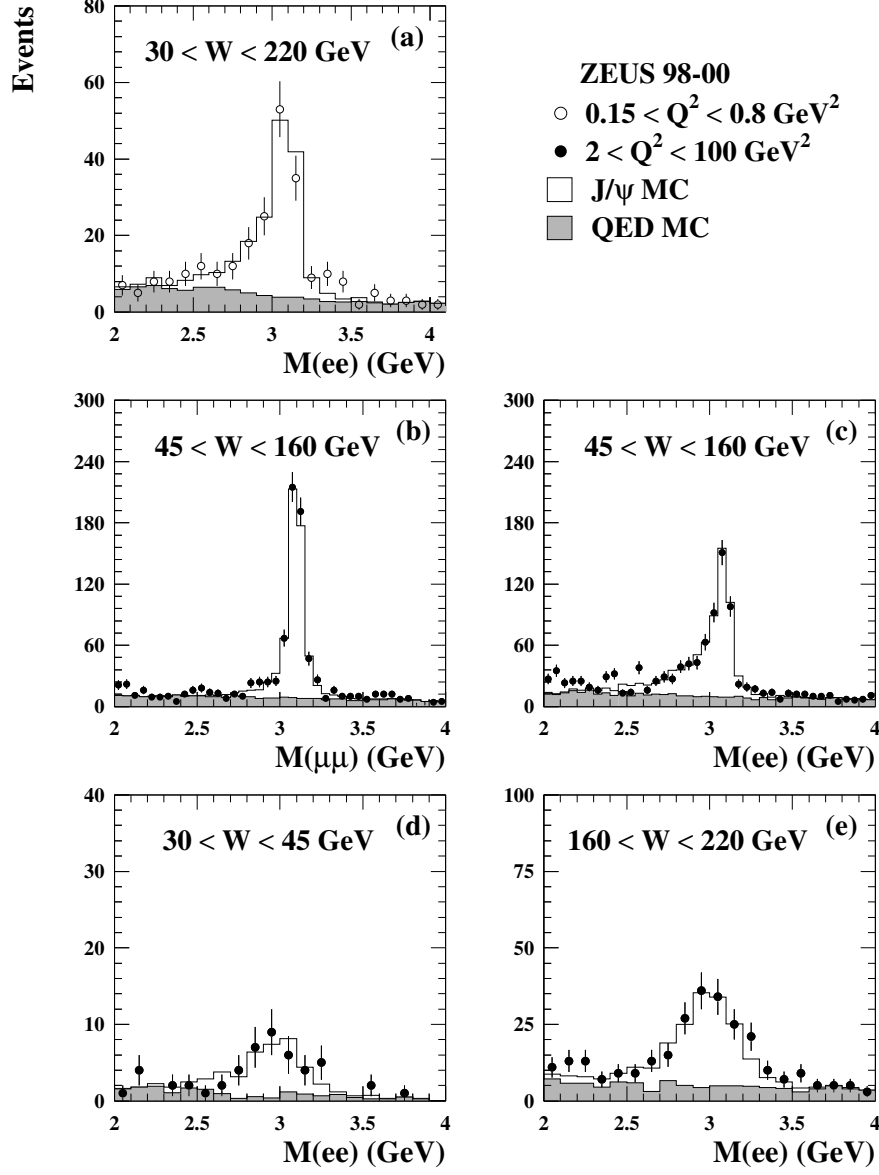 Events
80
60
40
20
0
30 < W < 220 GeV
(a)
2
2.5
3
3.5
4
M(ee) (GeV)
ZEUS 98-00
0.15 < Q² < 0.8 GeV²
2 < Q² < 100 GeV²
J/ψ MC
QED MC
300
240
180
120
60
0
45 < W < 160 GeV
(b)
2
2.5
3
3.5
4
M(μμ) (GeV)
300
240
180
120
60
0
45 < W < 160 GeV
(c)
2
2.5
3
3.5
4
M(ee) (GeV)
40
30
20
10
0
30 < W < 45 GeV
(d)
2
2.5
3
3.5
4
M(ee) (GeV)
100
75
50
25
0
160 < W < 220 GeV
(e)
2
2.5
3
3.5
4
M(ee) (GeV)